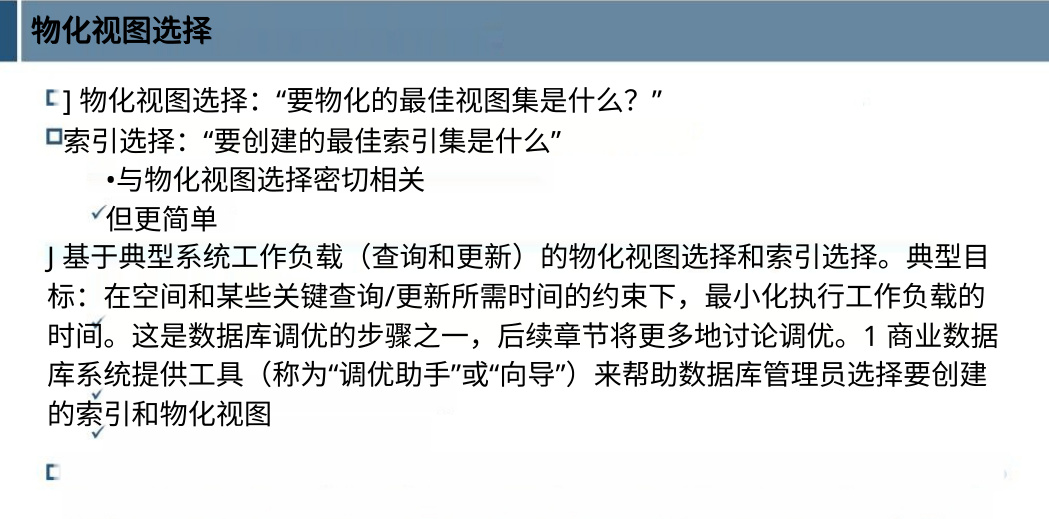 物化视图选择
] 物化视图选择：“要物化的最佳视图集是什么？”
索引选择：“要创建的最佳索引集是什么”
•与物化视图选择密切相关
✓但更简单
J 基于典型系统工作负载（查询和更新）的物化视图选择和索引选择。典型目
标：在空间和某些关键查询/更新所需时间的约束下，最小化执行工作负载的
时间。这是数据库调优的步骤之一，后续章节将更多地讨论调优。1 商业数据
库系统提供工具（称为“调优助手”或“向导”）来帮助数据库管理员选择要创建
的索引和物化视图